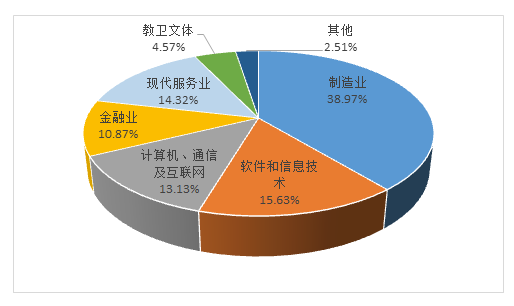 教卫文体
4.57%
其他
2.51%
现代服务业
14.32%
制造业
38.97%
金融业
10.87%
计算机、通信
及互联网
13.13%
软件和信息技
术
15.63%